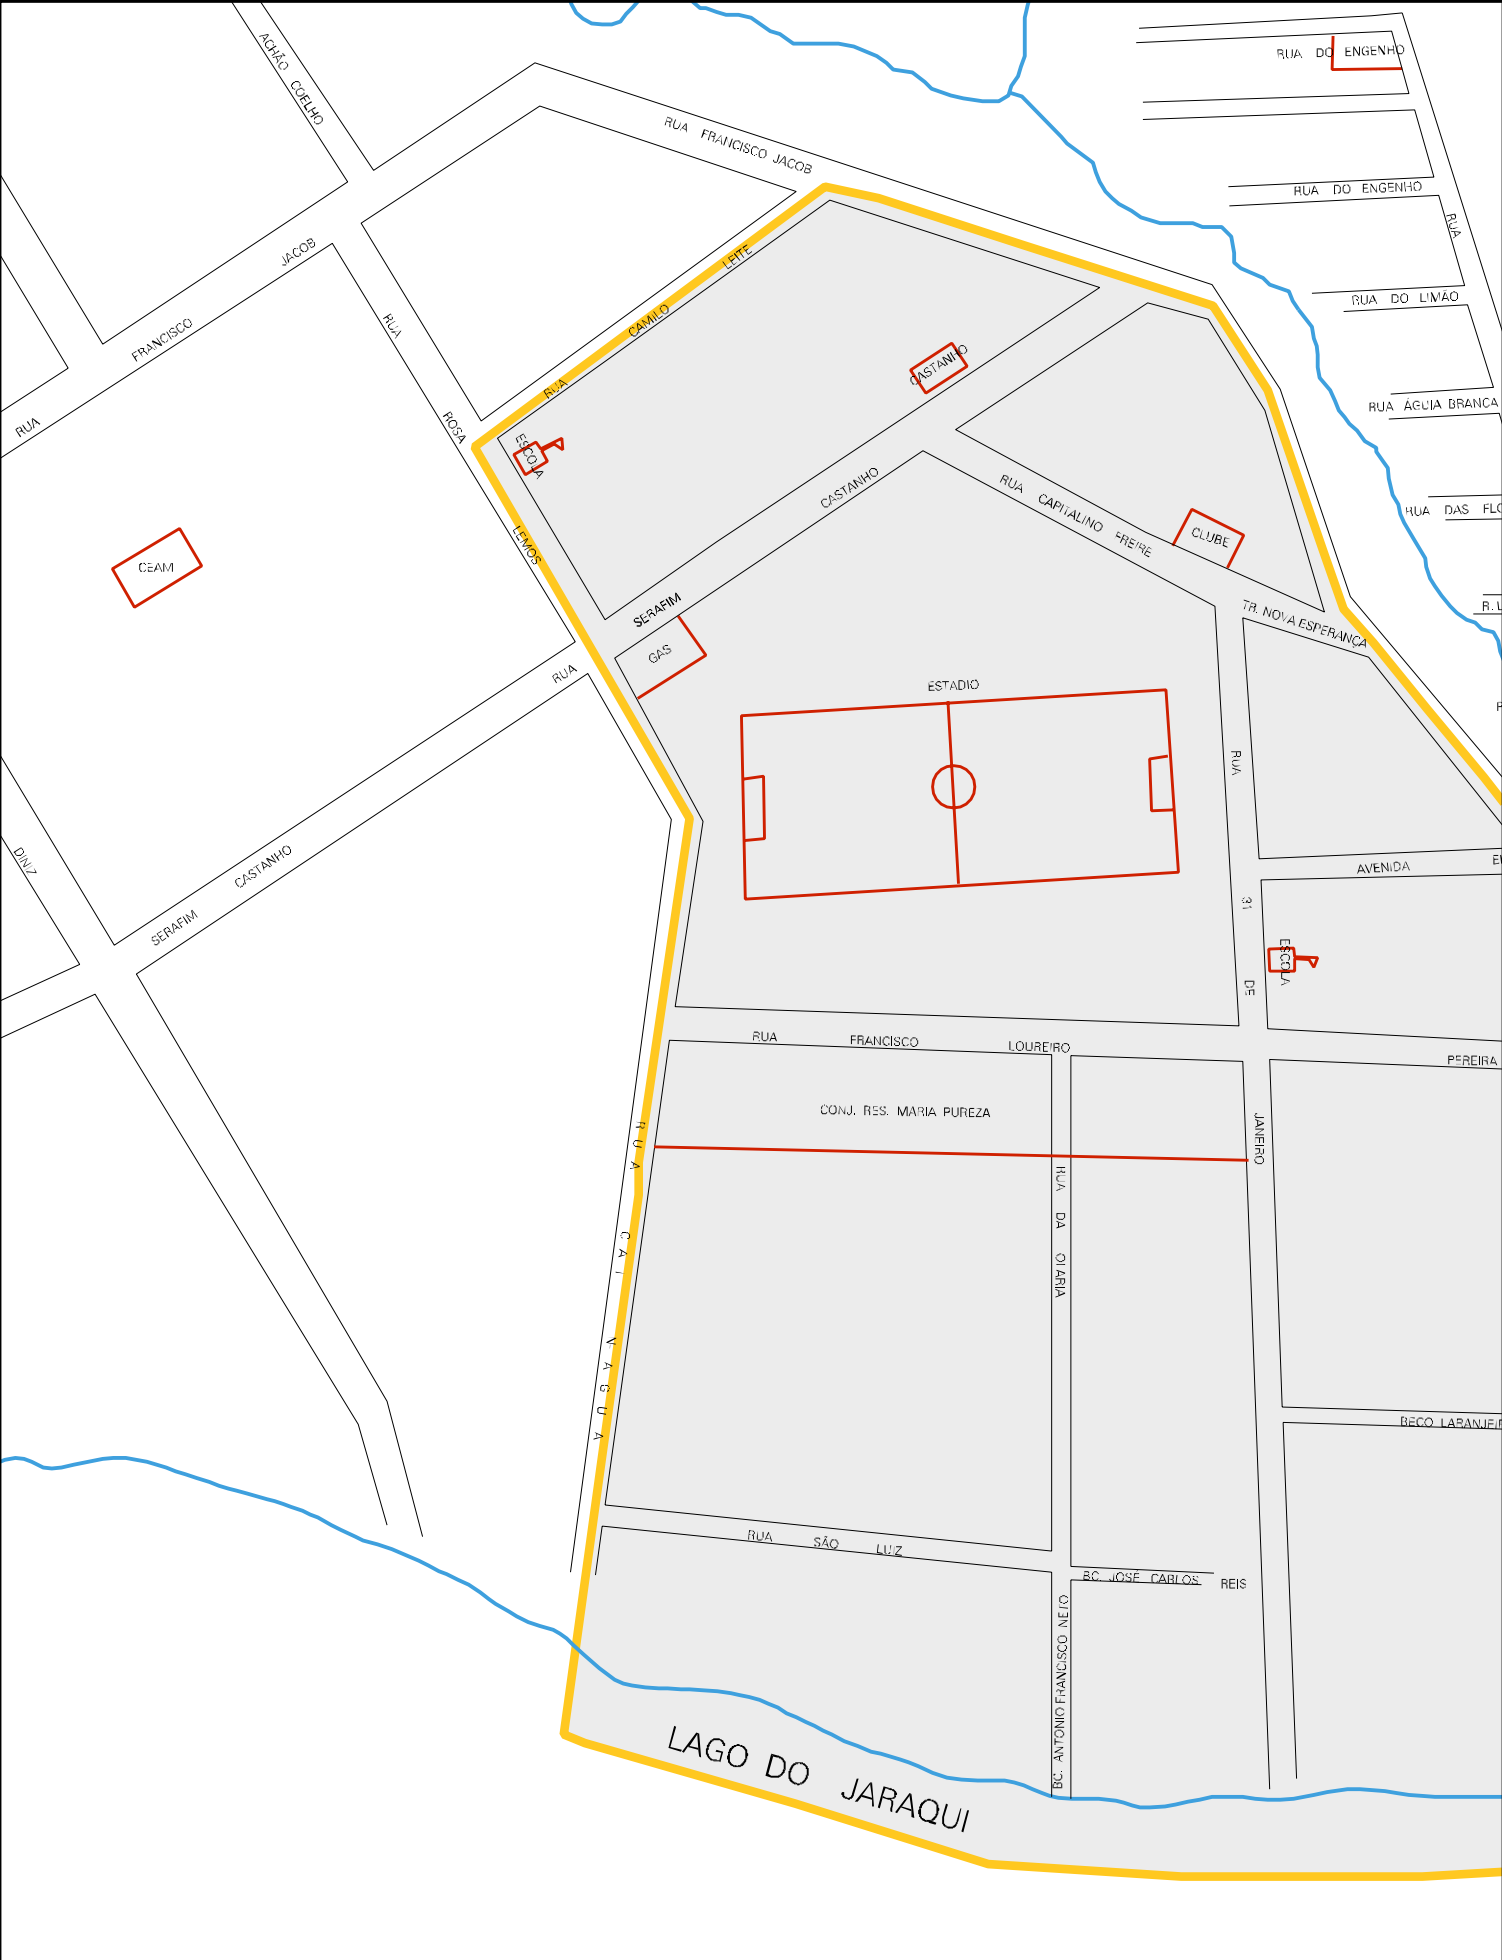 ACHÃO COELHO
RUA DO ENGENHO
RUA FRANCISCO JACOB
RUA DO ENGENHO
RUA
RUA FRANCISCO JACOB
RUA CAMILO LEITE
RUA DO LIMÃO
RUA ROSA LEMOS
CASTANHO
RUA ÁGUIA BRANCA
ESCOLA
RUA SERAFIM CASTANHO
RUA CAPITALINO FREIRE
CLUBE
RUA DAS FLO
CEAM
R. L
TR. NOVA ESPERANÇA
GAS
ESTADIO
RUA 31 DE JANEIRO
DINIZ
SERAFIM CASTANHO
AVENIDA
ESCOLA
RUA FRANCISCO LOUREIRO
PEREIRA
CONJ. RES. MARIA PUREZA
RUA CAI VAGUA
RUA DA OLARIA
BECO LARANJEIR
RUA SÃO LUIZ
BC. JOSÉ CARLOS REIS
BC. ANTONIO FRANCISCO NETO
LAGO DO JARAQUI